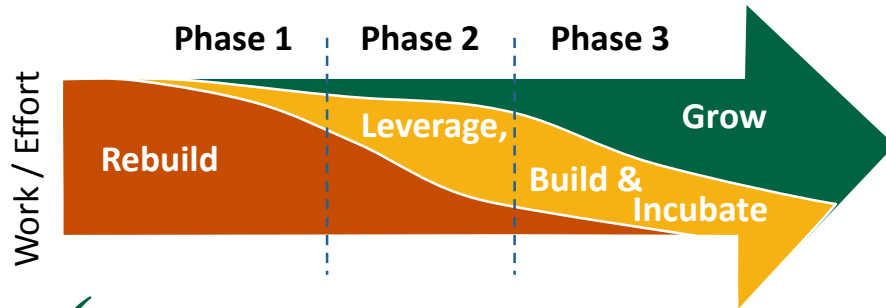 Phase 1 Phase 2 Phase 3
Work / Effort
Rebuild
Leverage,
Build &
Incubate
Grow